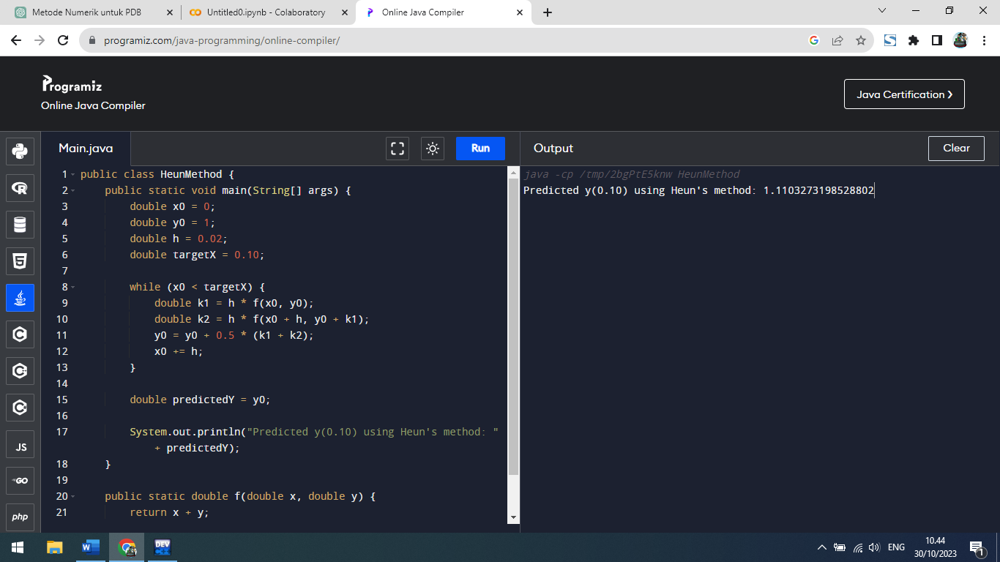 Metode Numerik untuk PDB
Untitled0.ipynb - Colaboratory
Online Java Compiler
programiz.com/java-programming/online-compiler/
Programiz
Online Java Compiler
Java Certification ❯
Main.java
Run
Output
Clear
1 public class HeunMethod {
2     public static void main(String[] args) {
3         double x0 = 0;
4         double y0 = 1;
5         double h = 0.02;
6         double targetX = 0.10;
7
8         while (x0 < targetX) {
9             double k1 = h * f(x0, y0);
10             double k2 = h * f(x0 + h, y0 + k1);
11             y0 = y0 + 0.5 * (k1 + k2);
12             x0 += h;
13         }
14
15         double predictedY = y0;
16
17         System.out.println("Predicted y(0.10) using Heun's method: "
            + predictedY);
18     }
19
20     public static double f(double x, double y) {
21         return x + y;
java -cp /tmp/2bgPtE5knw HeunMethod
Predicted y(0.10) using Heun's method: 1.1103273198528802
JS
GO
php
DEV
C++
ENG
10.44
30/10/2023
1